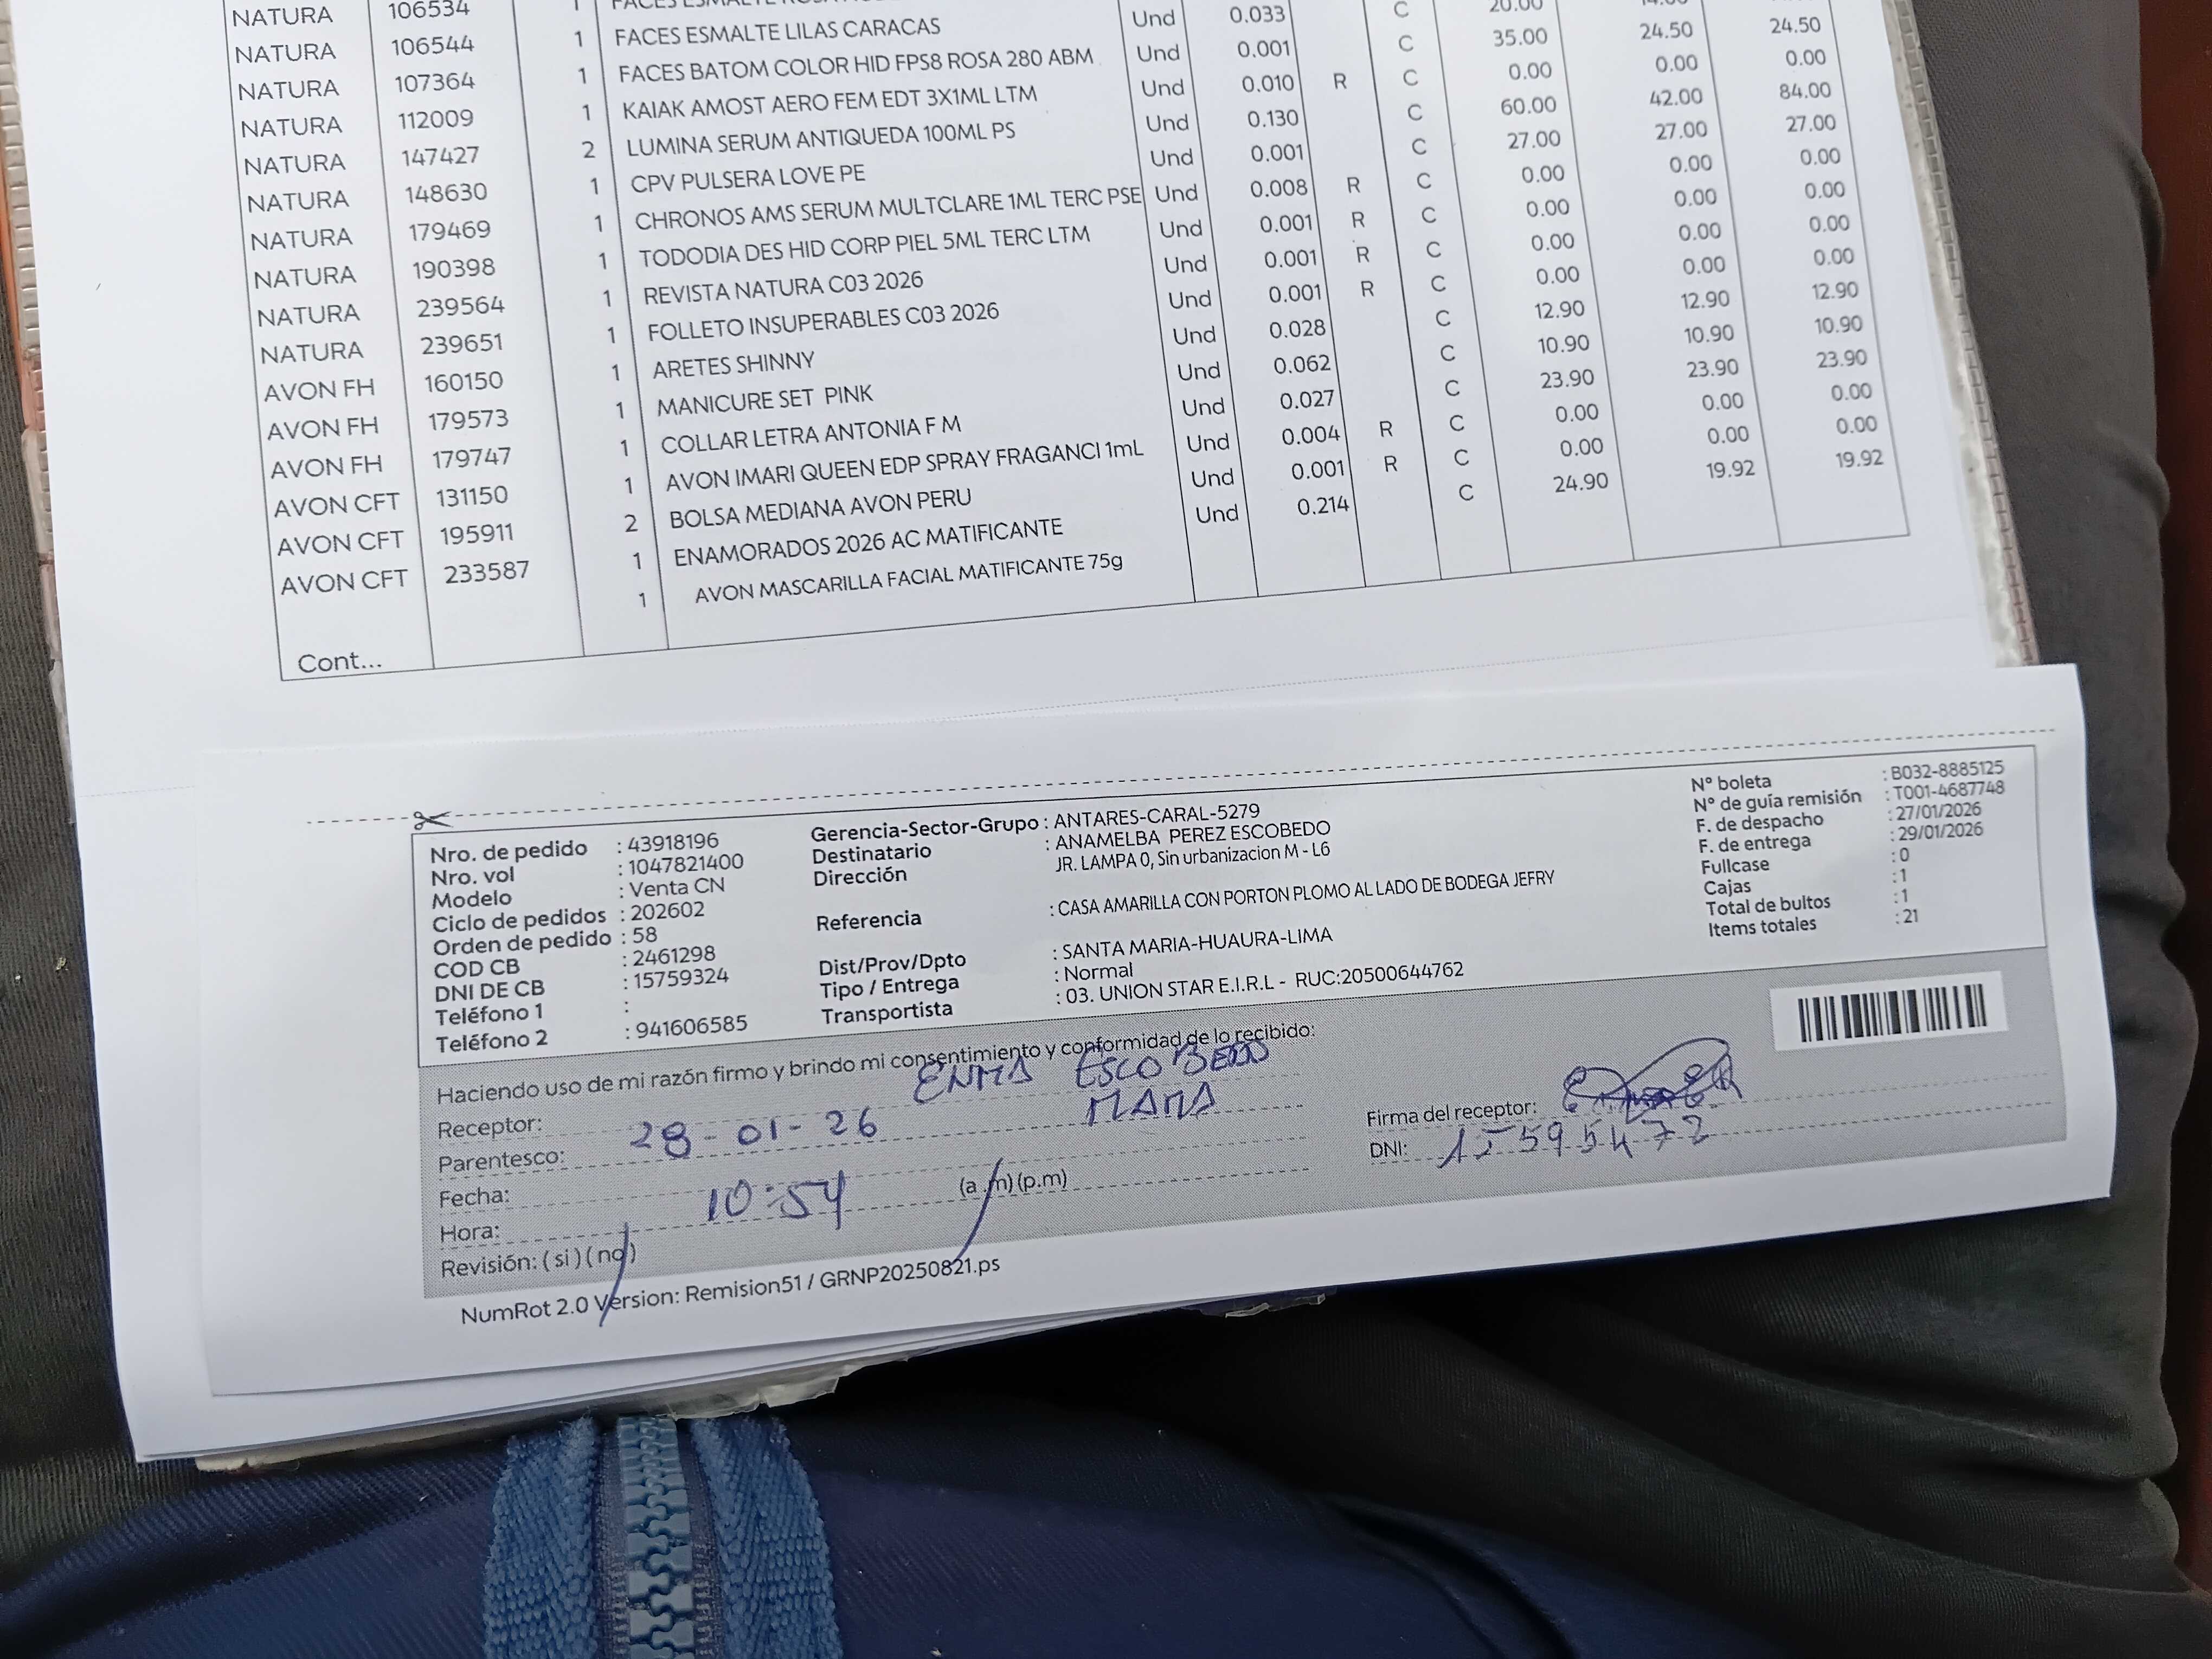 NATURA 106534 1
NATURA 106544 1 FACES ESMALTE LILAS CARACAS Und 0.033 C 20.00
NATURA 107364 1 FACES BATOM COLOR HID FPS8 ROSA 280 ABM Und 0.001 C 35.00 24.50 24.50
NATURA 112009 1 KAIAK AMOST AERO FEM EDT 3X1ML LTM Und 0.010 R C 0.00 0.00 0.00
NATURA 147427 2 LUMINA SERUM ANTIQUEDA 100ML PS Und 0.130 C 60.00 42.00 84.00
NATURA 148630 1 CPV PULSERA LOVE PE Und 0.001 C 27.00 27.00 27.00
NATURA 179469 1 CHRONOS AMS SERUM MULTCLARE 1ML TERC PSE Und 0.008 R C 0.00 0.00 0.00
NATURA 190398 1 TODODIA DES HID CORP PIEL 5ML TERC LTM Und 0.001 R C 0.00 0.00 0.00
NATURA 239564 1 REVISTA NATURA C03 2026 Und 0.001 R C 0.00 0.00 0.00
NATURA 239651 1 FOLLETO INSUPERABLES C03 2026 Und 0.001 R C 0.00 0.00 0.00
AVON FH 160150 1 ARETES SHINNY Und 0.028 C 12.90 12.90 12.90
AVON FH 179573 1 MANICURE SET PINK Und 0.062 C 10.90 10.90 10.90
AVON FH 179747 1 COLLAR LETRA ANTONIA F M Und 0.027 C 23.90 23.90 23.90
AVON CFT 131150 1 AVON IMARI QUEEN EDP SPRAY FRAGANCI 1mL Und 0.004 R C 0.00 0.00 0.00
AVON CFT 195911 2 BOLSA MEDIANA AVON PERU Und 0.001 R C 0.00 0.00 0.00
AVON CFT 233587 1 ENAMORADOS 2026 AC MATIFICANTE Und 0.214 C 24.90 19.92 19.92
1 AVON MASCARILLA FACIAL MATIFICANTE 75g
Cont...
Nro. de pedido : 43918196
Nro. vol : 1047821400
Modelo : Venta CN
Ciclo de pedidos : 202602
Orden de pedido : 58
COD CB : 2461298
DNI DE CB : 15759324
Teléfono 1 :
Teléfono 2 : 941606585
Gerencia-Sector-Grupo : ANTARES-CARAL-5279
Destinatario : ANAMELBA PEREZ ESCOBEDO
Dirección JR. LAMPA 0, Sin urbanizacion M - L6
Referencia : CASA AMARILLA CON PORTON PLOMO AL LADO DE BODEGA JEFRY
Dist/Prov/Dpto : SANTA MARIA-HUAURA-LIMA
Tipo / Entrega : Normal
Transportista : 03. UNION STAR E.I.R.L - RUC:20500644762
N° boleta : B032-8885125
N° de guía remisión : T001-4687748
F. de despacho : 27/01/2026
F. de entrega : 29/01/2026
Fullcase : 0
Cajas : 1
Total de bultos : 1
Items totales : 21
Haciendo uso de mi razón firmo y brindo mi consentimiento y conformidad de lo recibido:
Receptor: ENMA ESCOBEDO
Parentesco: MAMA
Fecha: 28-01-26
Hora: 10:54 (a.m)(p.m)
Revisión: ( si ) ( no )
Firma del receptor:
DNI: 15595472
NumRot 2.0 Version: Remision51 / GRNP20250821.ps